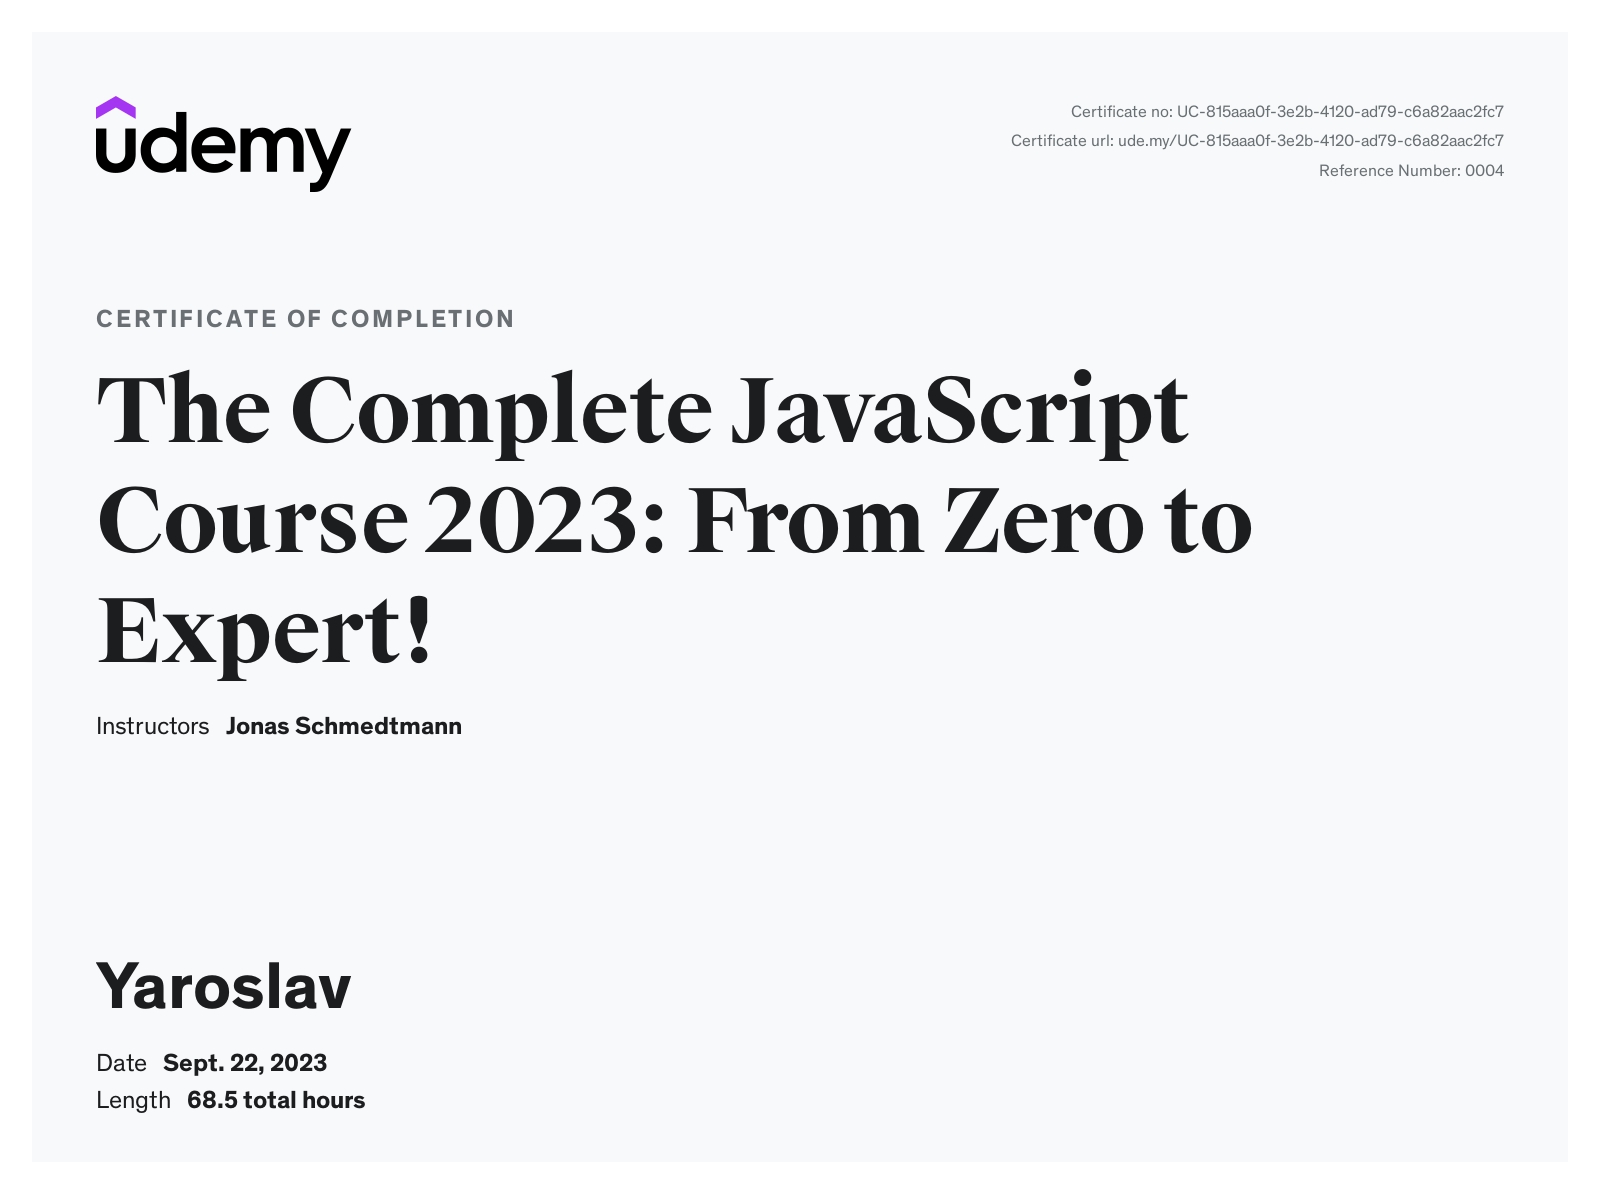 udemy
Certificate no: UC-815aaa0f-3e2b-4120-ad79-c6a82aac2fc7
Certificate url: ude.my/UC-815aaa0f-3e2b-4120-ad79-c6a82aac2fc7
Reference Number: 0004
CERTIFICATE OF COMPLETION
The Complete JavaScript
Course 2023: From Zero to
Expert!
Instructors Jonas Schmedtmann
Yaroslav
Date Sept. 22, 2023
Length 68.5 total hours